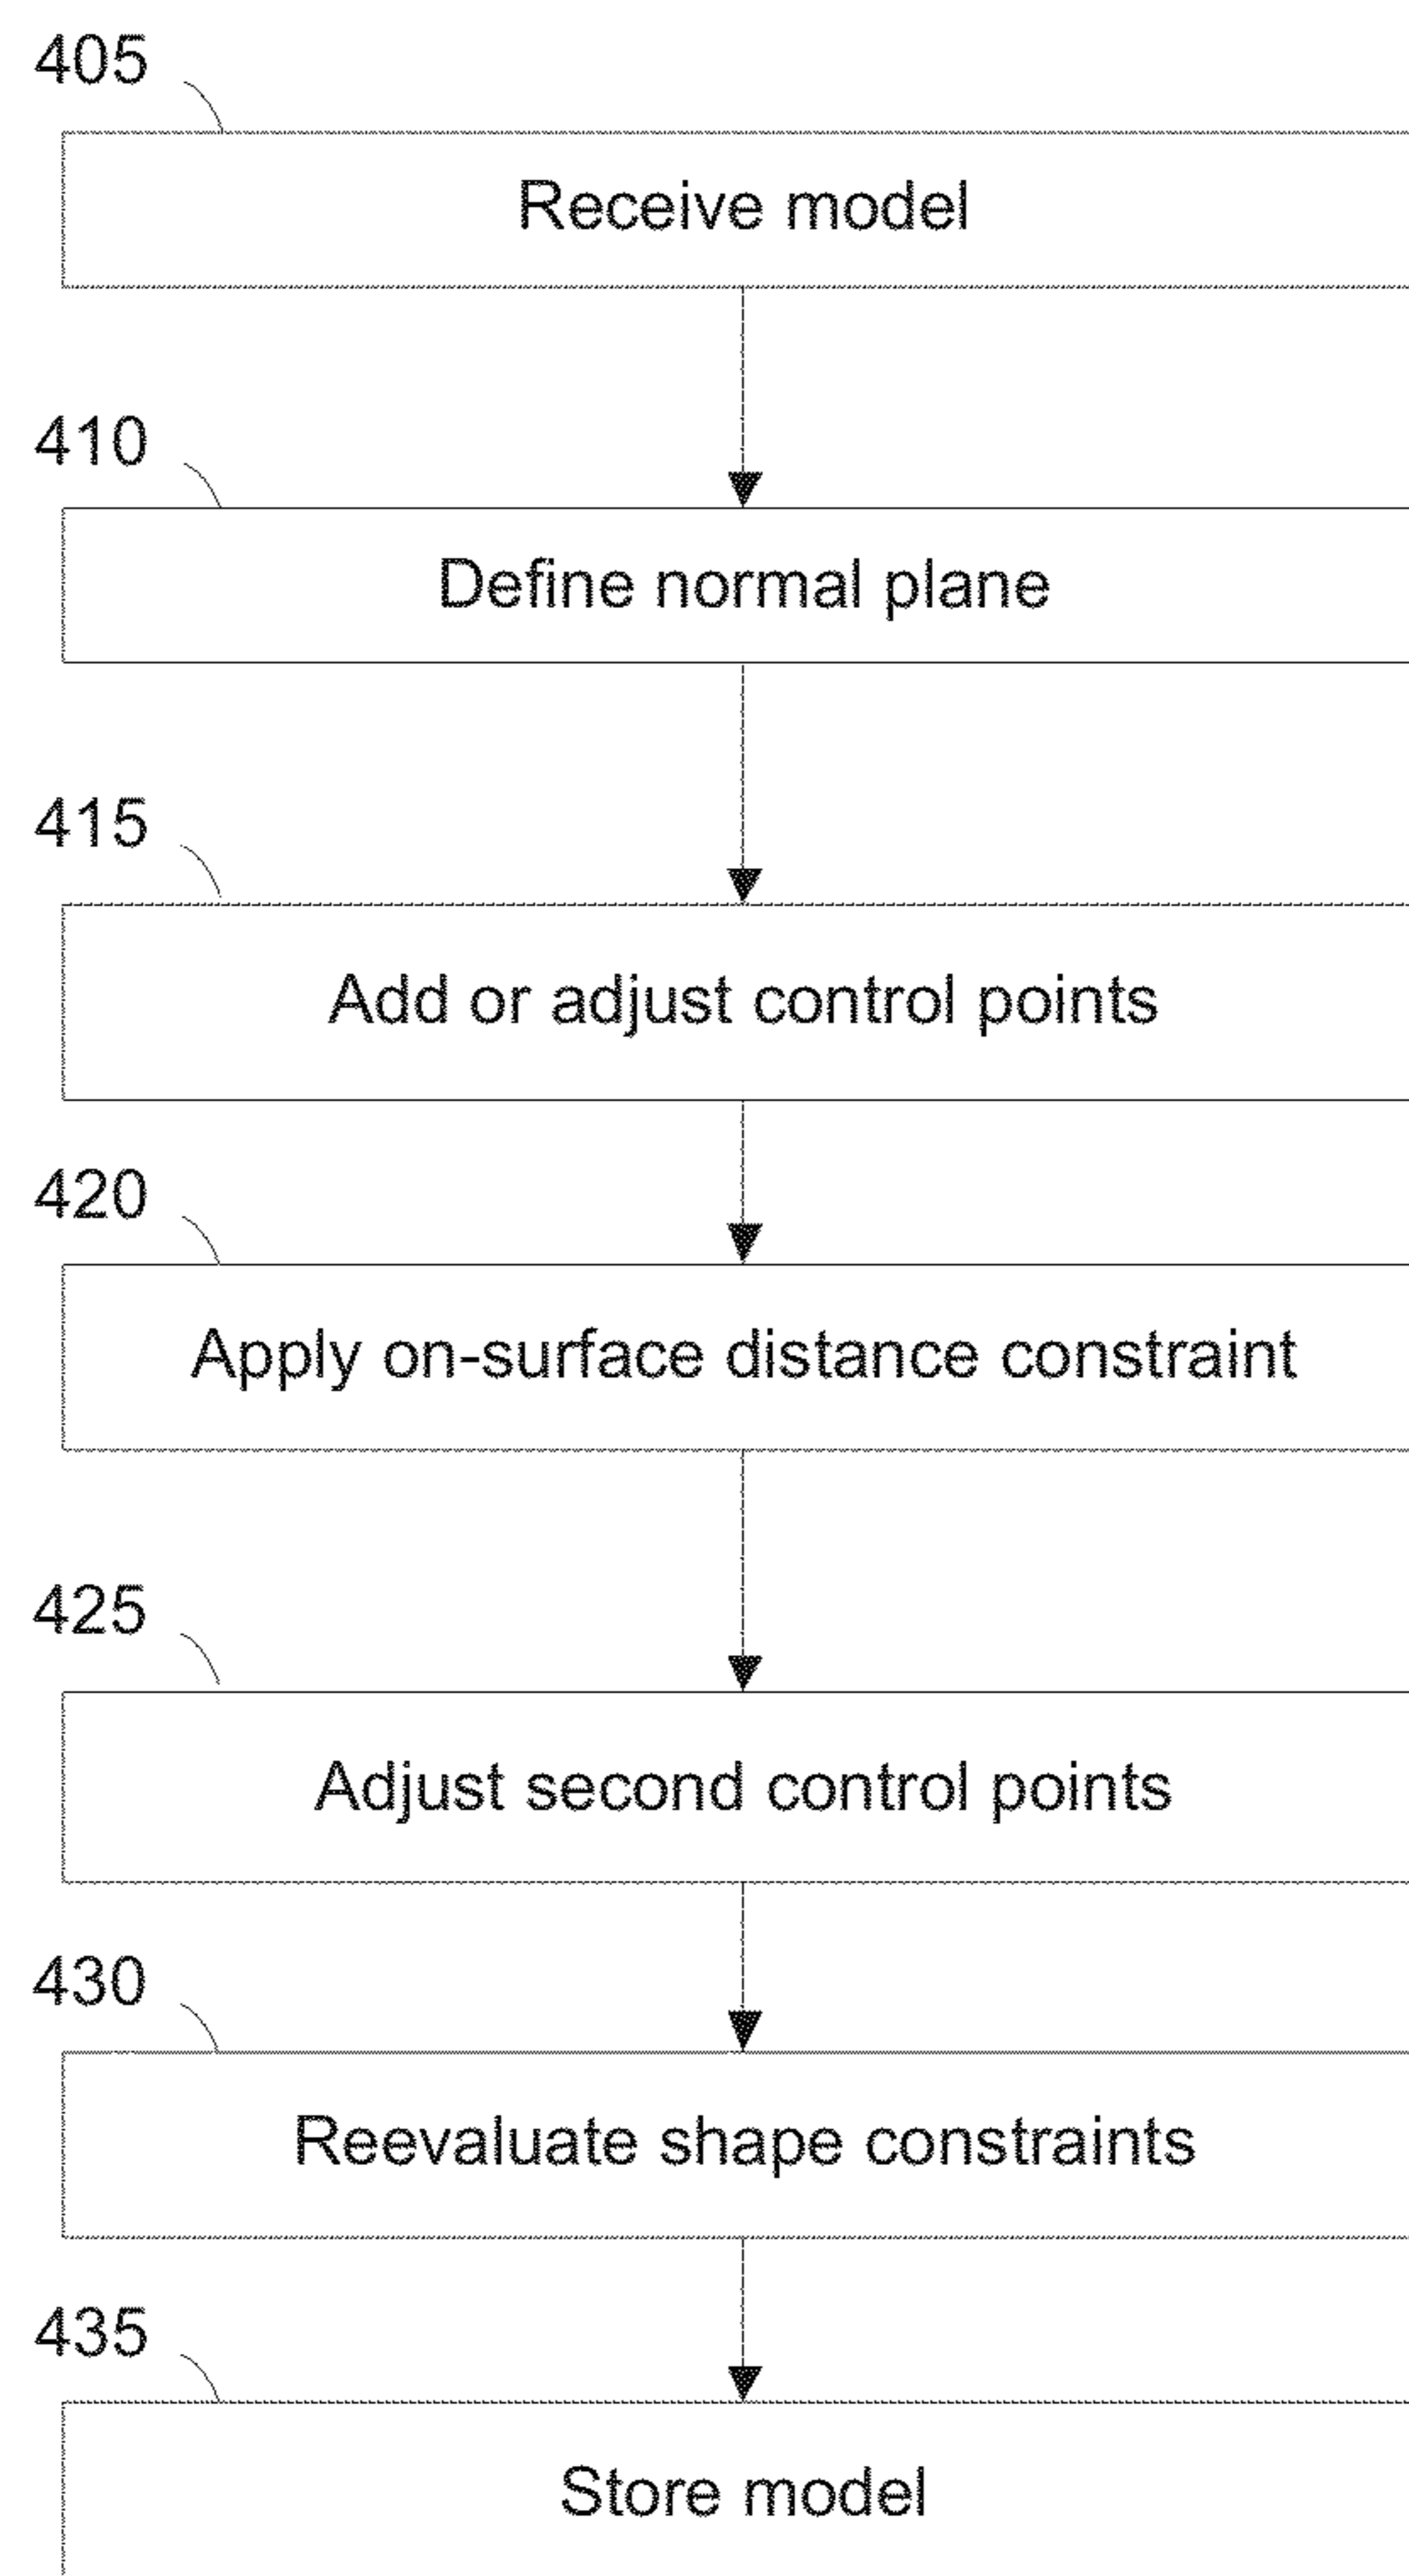 405
Receive model
410
Define normal plane
415
Add or adjust control points
420
Apply on-surface distance constraint
425
Adjust second control points
430
Reevaluate shape constraints
435
Store model